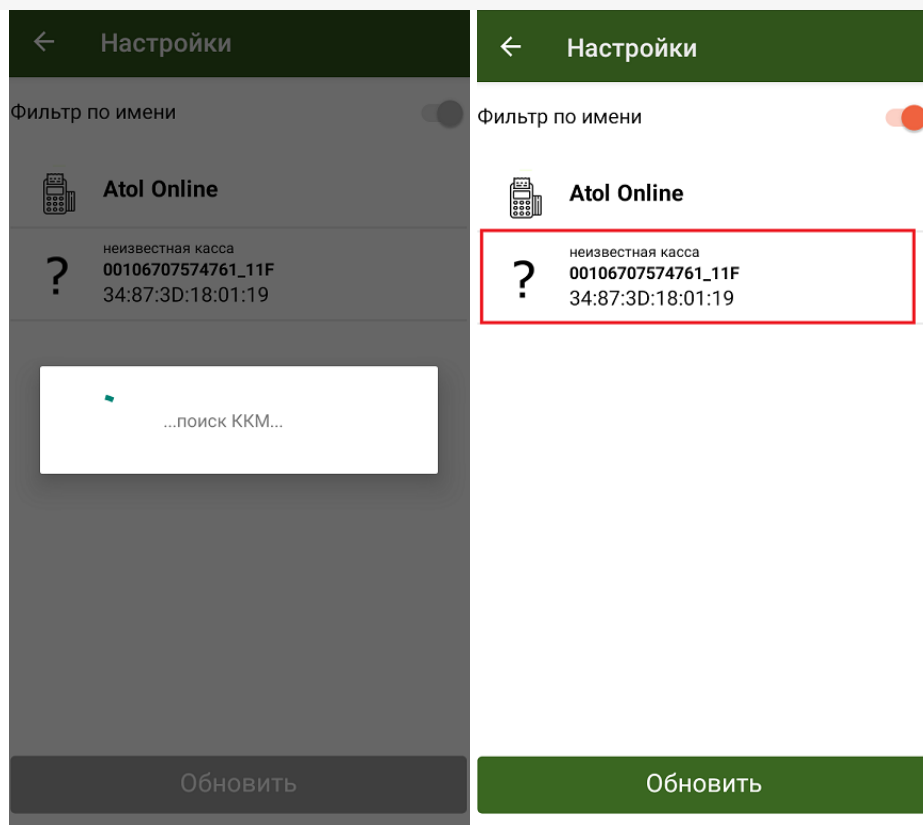 Настройки
Фильтр по имени
Atol Online
неизвестная касса
00106707574761_11F
34:87:3D:18:01:19
...поиск ККМ...
Обновить
Настройки
Фильтр по имени
Atol Online
неизвестная касса
00106707574761_11F
34:87:3D:18:01:19
Обновить